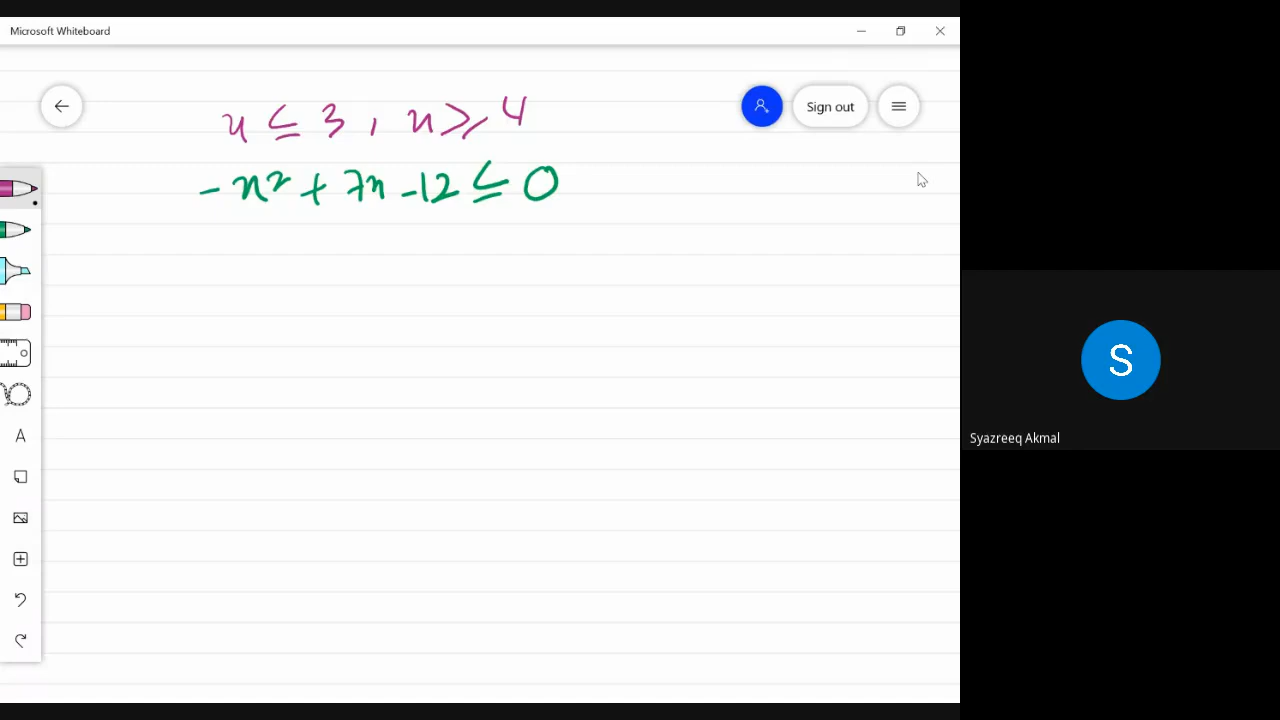 Microsoft Whiteboard
Sign out
x ≤ 3 , x ≥ 4
-x² + 7x -12 ≤ 0
A
S
Syazreeq Akmal